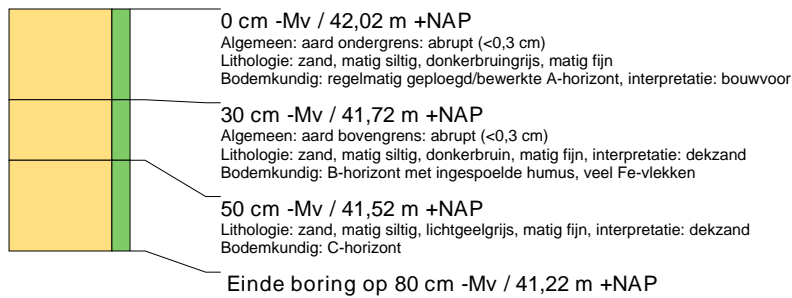 0 cm -Mv / 42,02 m +NAP
Algemeen: aard ondergrens: abrupt (<0,3 cm)
Lithologie: zand, matig siltig, donkerbruingrijs, matig fijn
Bodemkundig: regelmatig geploegd/bewerkte A-horizont, interpretatie: bouwvoor
30 cm -Mv / 41,72 m +NAP
Algemeen: aard bovengrens: abrupt (<0,3 cm)
Lithologie: zand, matig siltig, donkerbruin, matig fijn, interpretatie: dekzand
Bodemkundig: B-horizont met ingespoelde humus, veel Fe-vlekken
50 cm -Mv / 41,52 m +NAP
Lithologie: zand, matig siltig, lichtgeelgrijs, matig fijn, interpretatie: dekzand
Bodemkundig: C-horizont
Einde boring op 80 cm -Mv / 41,22 m +NAP